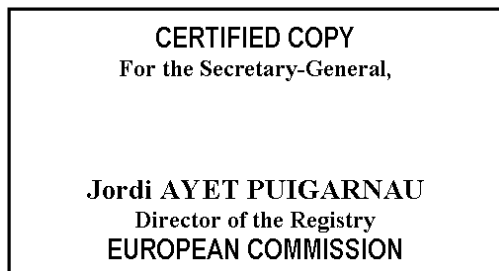 CERTIFIED COPY
For the Secretary-General,
Jordi AYET PUIGARNAU
Director of the Registry
EUROPEAN COMMISSION